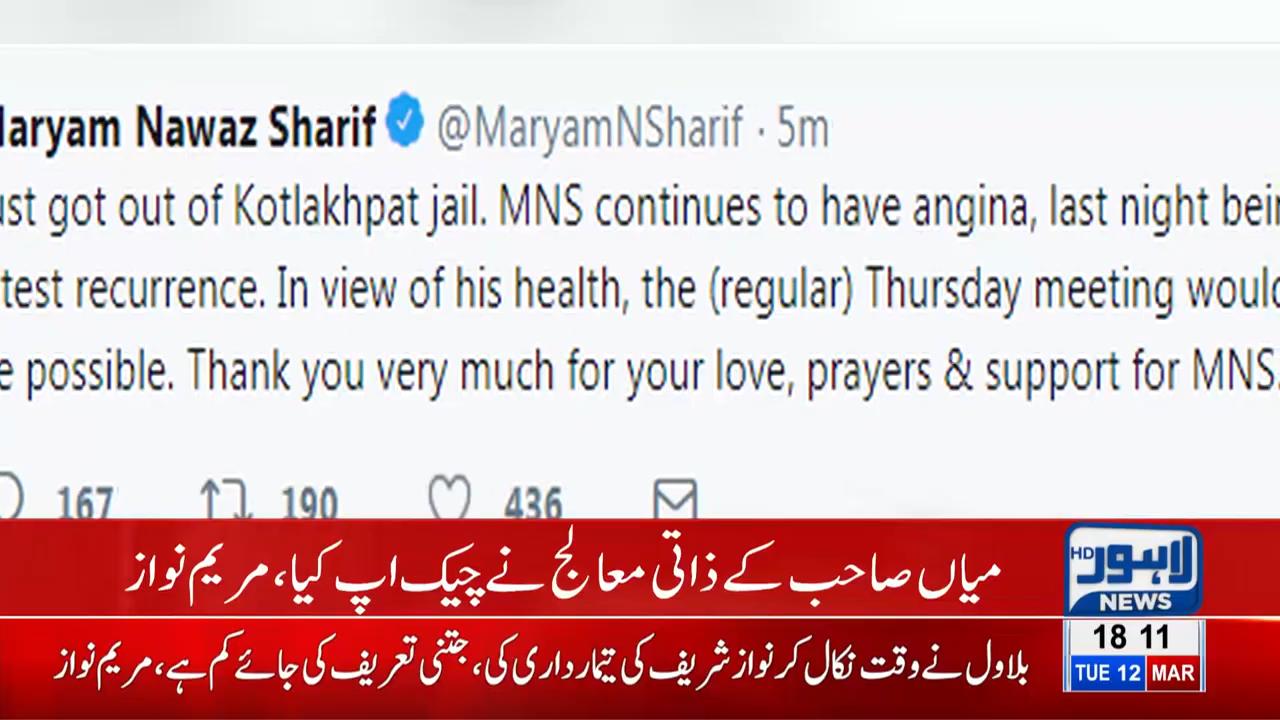 aryam Nawaz Sharif @MaryamNSharif · 5m
ust got out of Kotlakhpat jail. MNS continues to have angina, last night bein
test recurrence. In view of his health, the (regular) Thursday meeting would
e possible. Thank you very much for your love, prayers & support for MNS.
167 190 436
میاں صاحب کے ذاتی معالج نے چیک اپ کیا، مریم نواز
HD لاہور
NEWS
بلاول نے وقت نکال کر نواز شریف کی تیمارداری کی، جتنی تعریف کی جائے کم ہے، مریم نواز
18 11
TUE 12 MAR